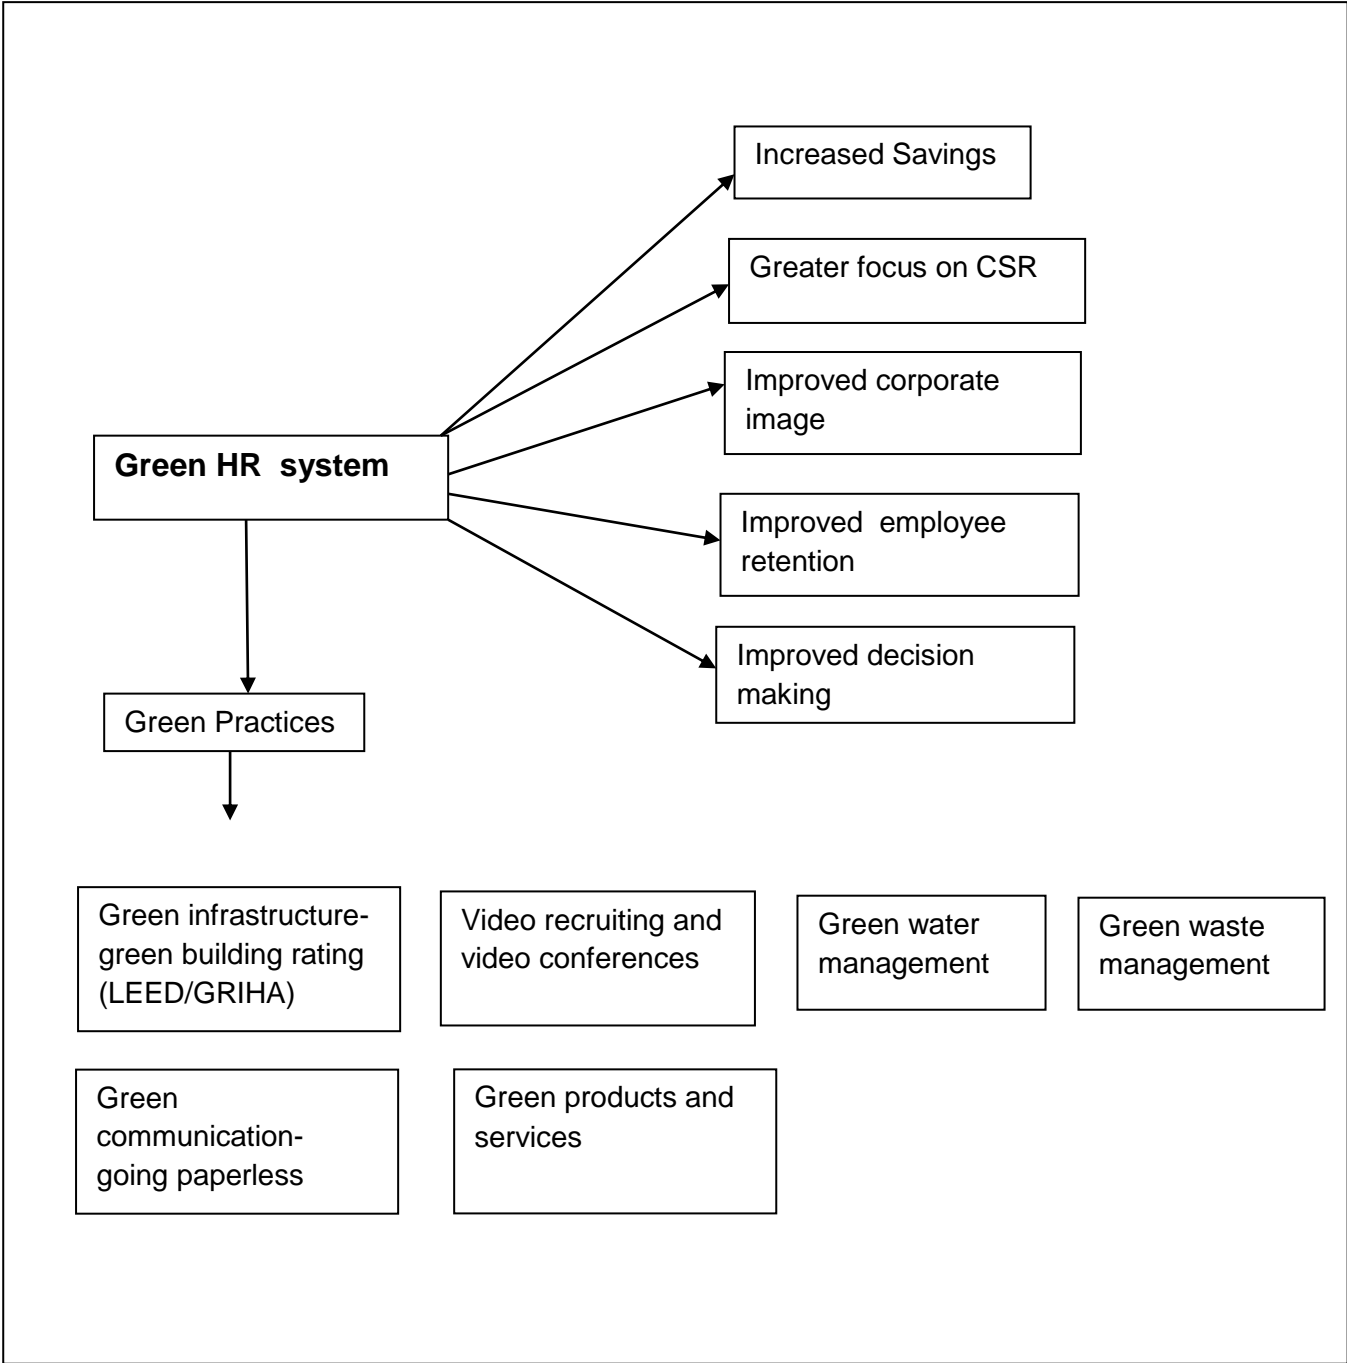 Increased Savings
Greater focus on CSR
Improved corporate
image
Green HR  system
Improved  employee
retention
Improved decision
making
Green Practices
Green infrastructure-
green building rating
(LEED/GRIHA)
Video recruiting and
video conferences
Green water
management
Green waste
management
Green
communication-
going paperless
Green products and
services